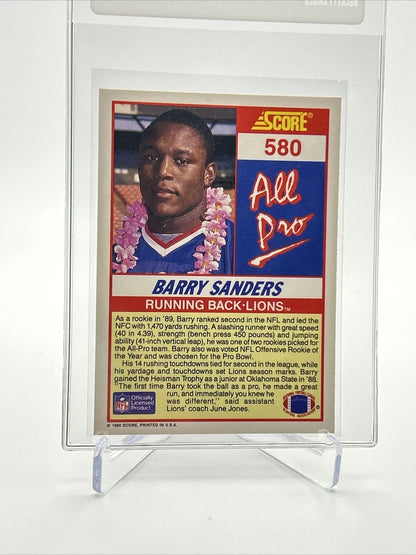 BECKETT SHIELD
SCORE®
580
All
Pro
BARRY SANDERS
RUNNING BACK·LIONS™
As a rookie in '89, Barry ranked second in the NFL and led the
NFC with 1,470 yards rushing. A slashing runner with great speed
(40 in 4.39), strength (bench press 450 pounds) and jumping
ability (41-inch vertical leap), he was one of two rookies picked for
the All-Pro team. Barry also was voted NFL Offensive Rookie of
the Year and was chosen for the Pro Bowl.
His 14 rushing touchdowns tied for second in the league, while
his yardage and touchdowns set Lions season marks. Barry
gained the Heisman Trophy as a junior at Oklahoma State in '88.
"The first time Barry took the ball as a pro, he made a great
run, and immediately you knew he
was different," said assistant
Lions' coach June Jones.
NFL
Officially
Licensed
Product
© 1990 SCORE, PRINTED IN U.S.A.